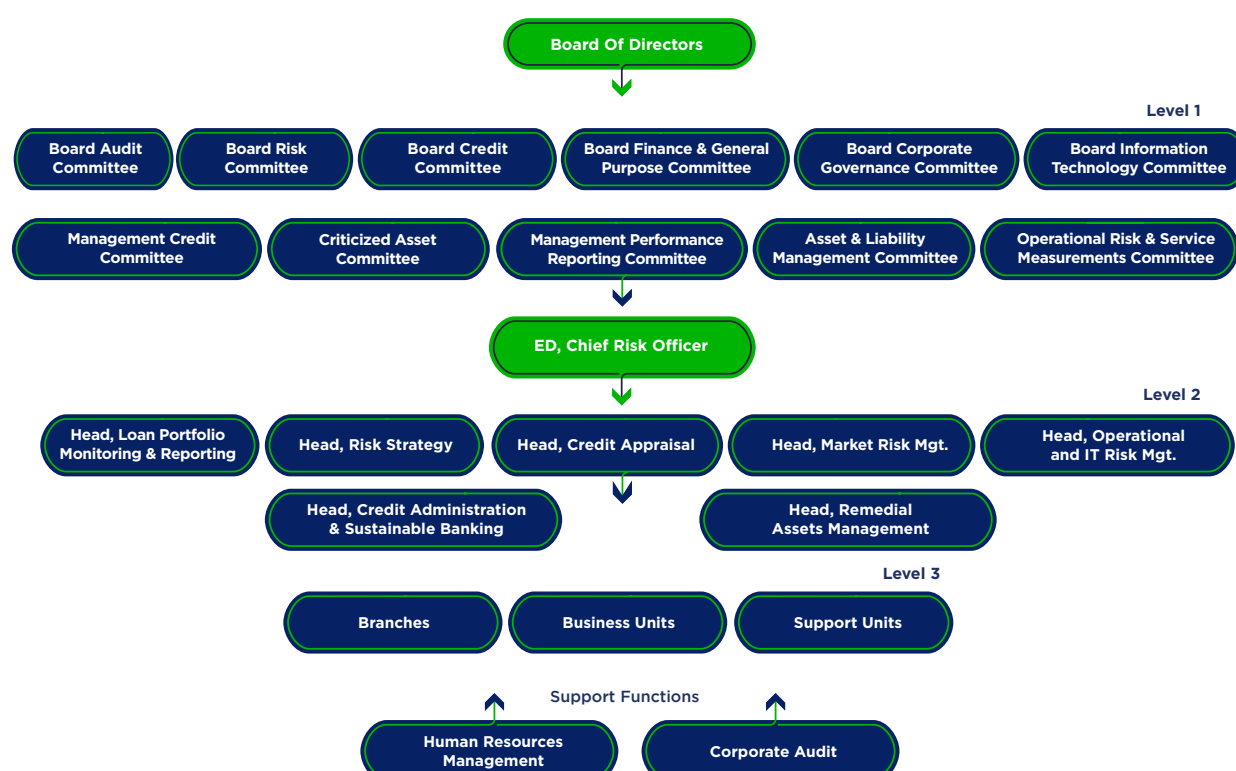 Board Of Directors
Level 1
Board Audit
Committee
Board Risk
Committee
Board Credit
Committee
Board Finance & General
Purpose Committee
Board Corporate
Governance Committee
Board Information
Technology Committee
Management Credit
Committee
Criticized Asset
Committee
Management Performance
Reporting Committee
Asset & Liability
Management Committee
Operational Risk & Service
Measurements Committee
ED, Chief Risk Officer
Level 2
Head, Loan Portfolio
Monitoring & Reporting
Head, Risk Strategy
Head, Credit Appraisal
Head, Market Risk Mgt.
Head, Operational
and IT Risk Mgt.
Head, Credit Administration
& Sustainable Banking
Head, Remedial
Assets Management
Level 3
Branches
Business Units
Support Units
Support Functions
Human Resources
Management
Corporate Audit